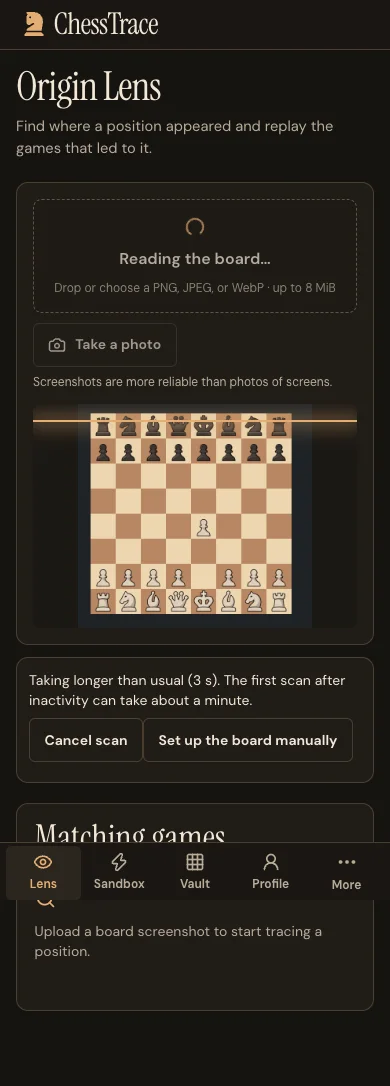 ChessTrace
Origin Lens
Find where a position appeared and replay the
games that led to it.
Reading the board…
Drop or choose a PNG, JPEG, or WebP · up to 8 MiB
Take a photo
Screenshots are more reliable than photos of screens.
Taking longer than usual (3 s). The first scan after
inactivity can take about a minute.
Cancel scan
Set up the board manually
Matching games
Lens
Sandbox
Vault
Profile
More
Upload a board screenshot to start tracing a
position.